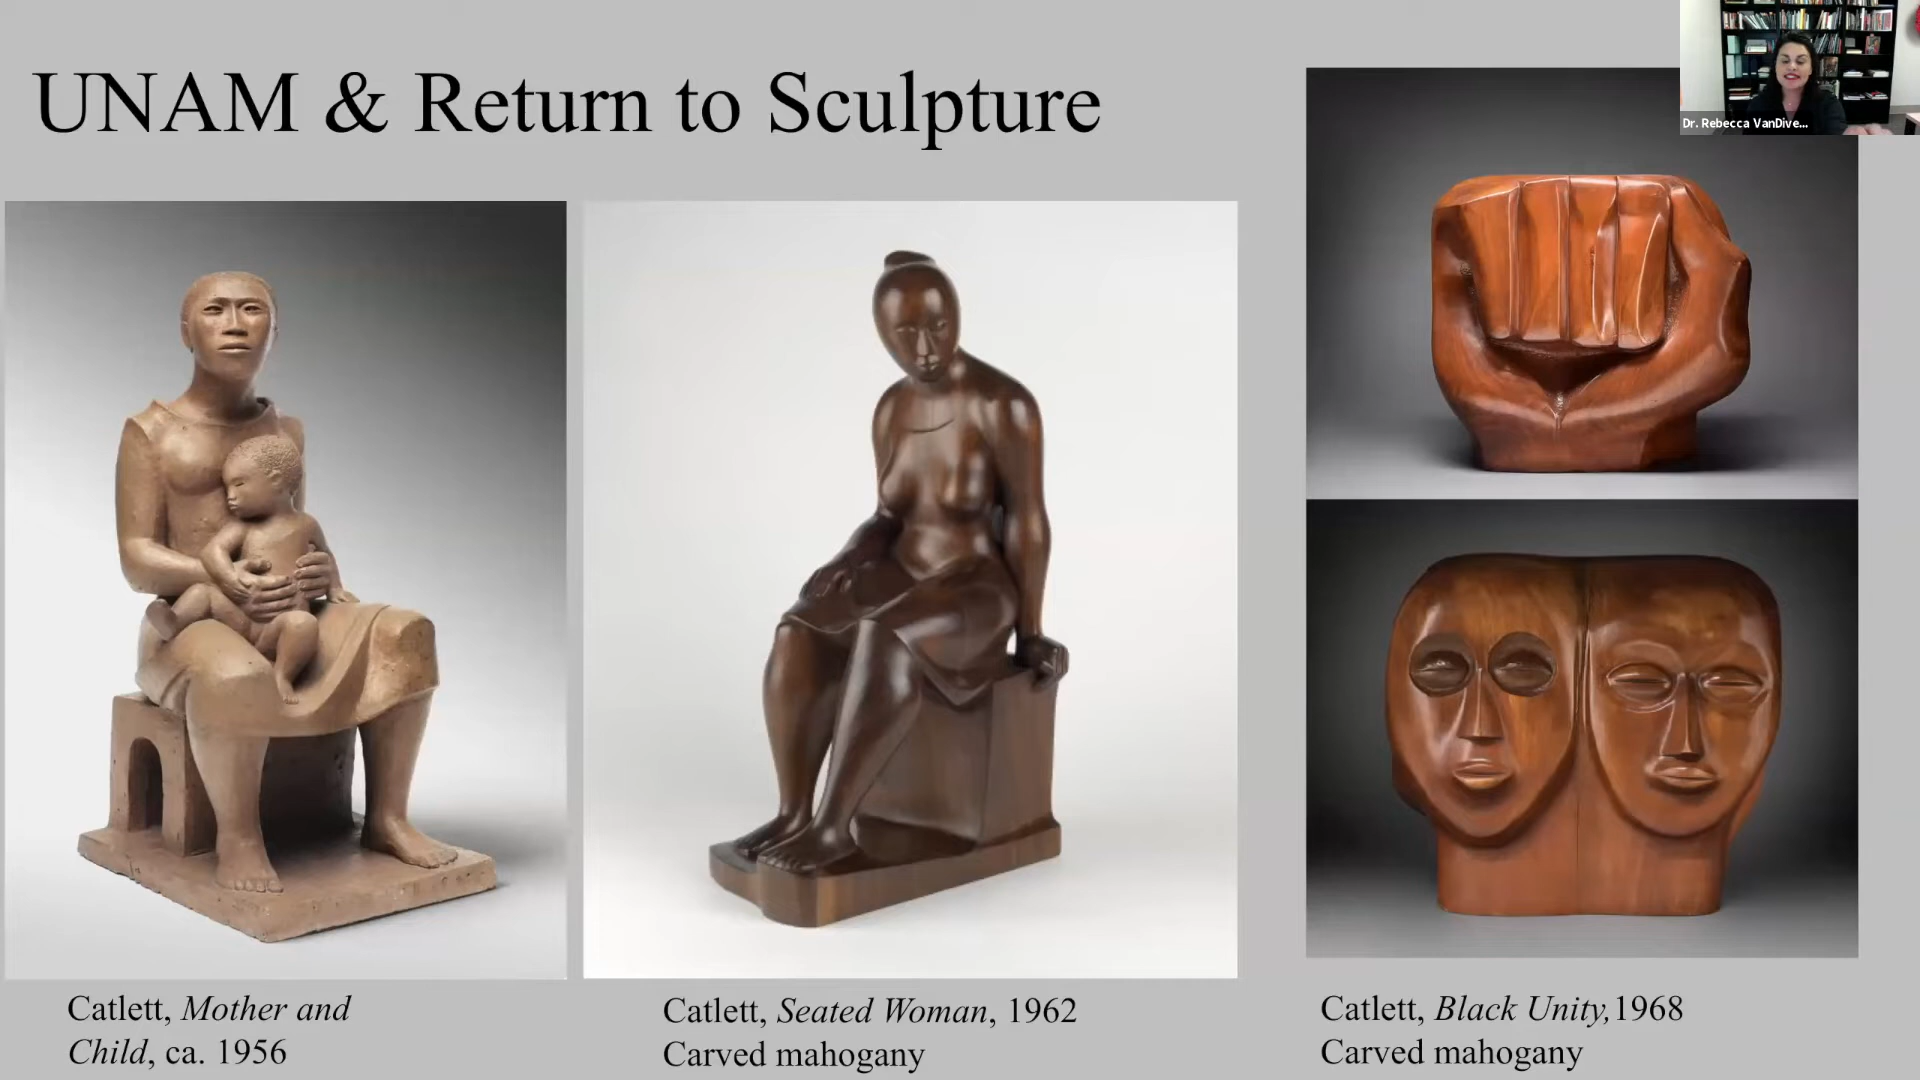 UNAM & Return to Sculpture
Dr. Rebecca VanDive...
Catlett, Mother and
Child, ca. 1956
Catlett, Seated Woman, 1962
Carved mahogany
Catlett, Black Unity,1968
Carved mahogany